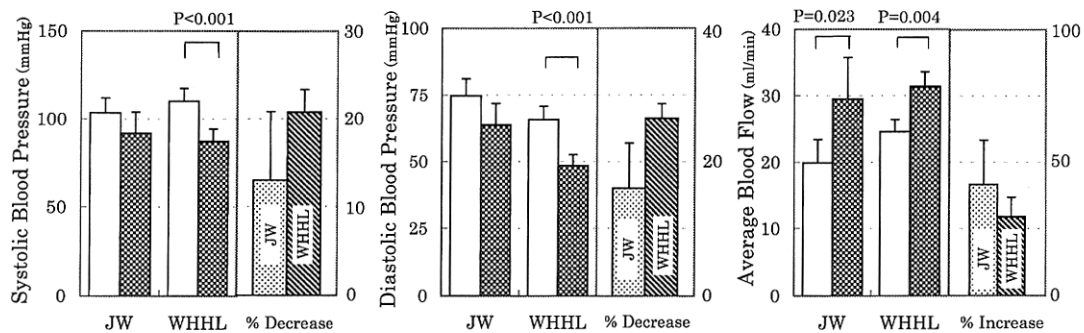 P<0.001
Systolic Blood Pressure (mmHg)
150
100
50
0
30
20
10
0
JW
WHHL
JW WHHL % Decrease
P<0.001
Diastolic Blood Pressure (mmHg)
100
75
50
25
0
40
20
0
JW
WHHL
JW WHHL % Decrease
P=0.023 P=0.004
Average Blood Flow (ml/min)
40
30
20
10
0
100
50
0
JW
WHHL
JW WHHL % Increase